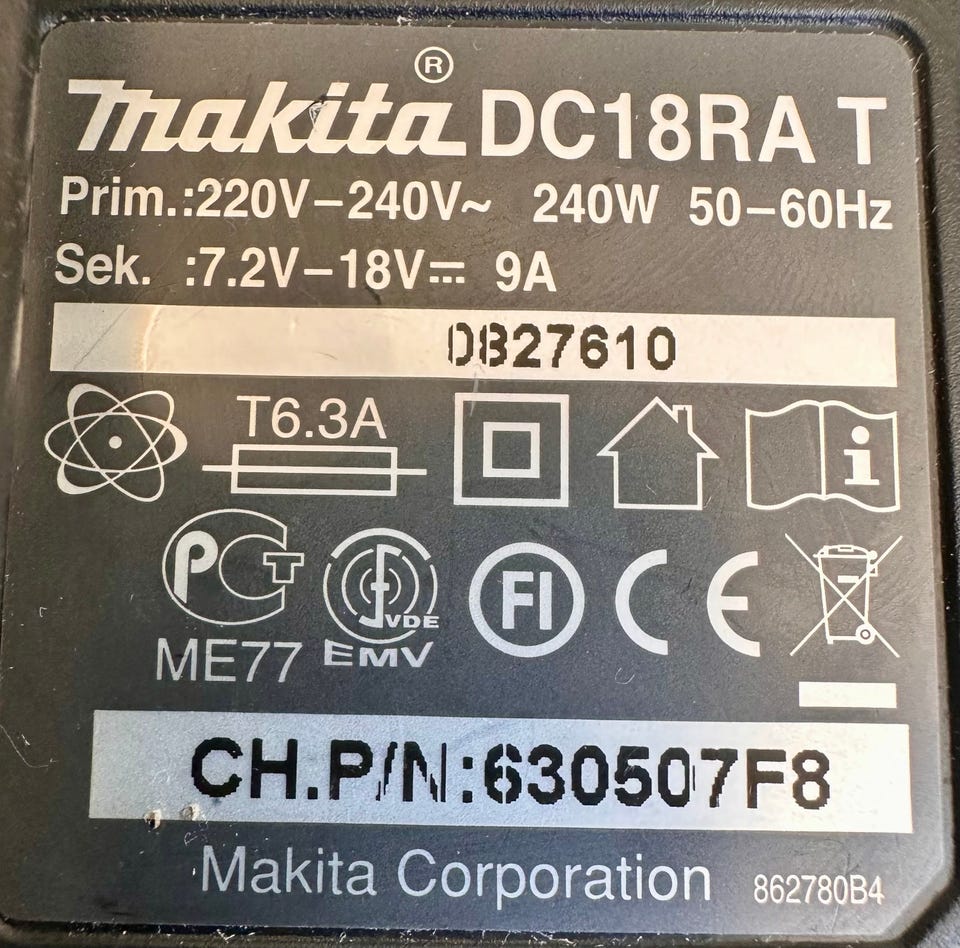 makita® DC18RA T
Prim.:220V–240V~ 240W 50–60Hz
Sek. :7.2V–18V⎓ 9A
0827610
T6.3A
i
PCT
VDE
FI
CE
ME77
EMV
CH.P/N:630507F8
Makita Corporation 862780B4